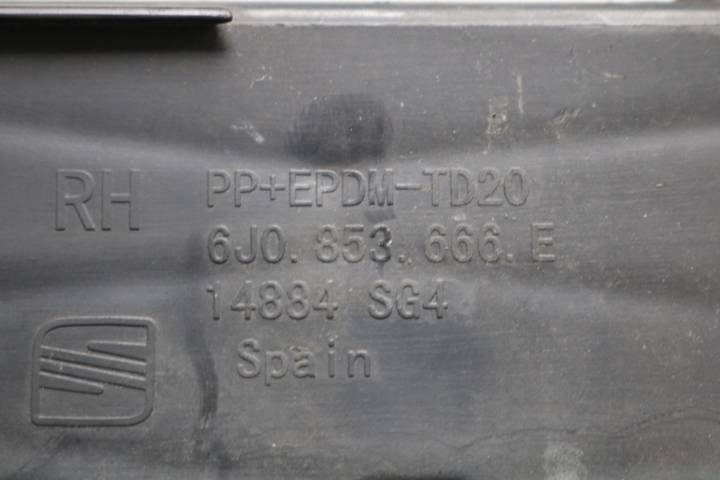 RH
PP+EPDM-TD20
6J0.853.666.E
14884 SG4
Spain